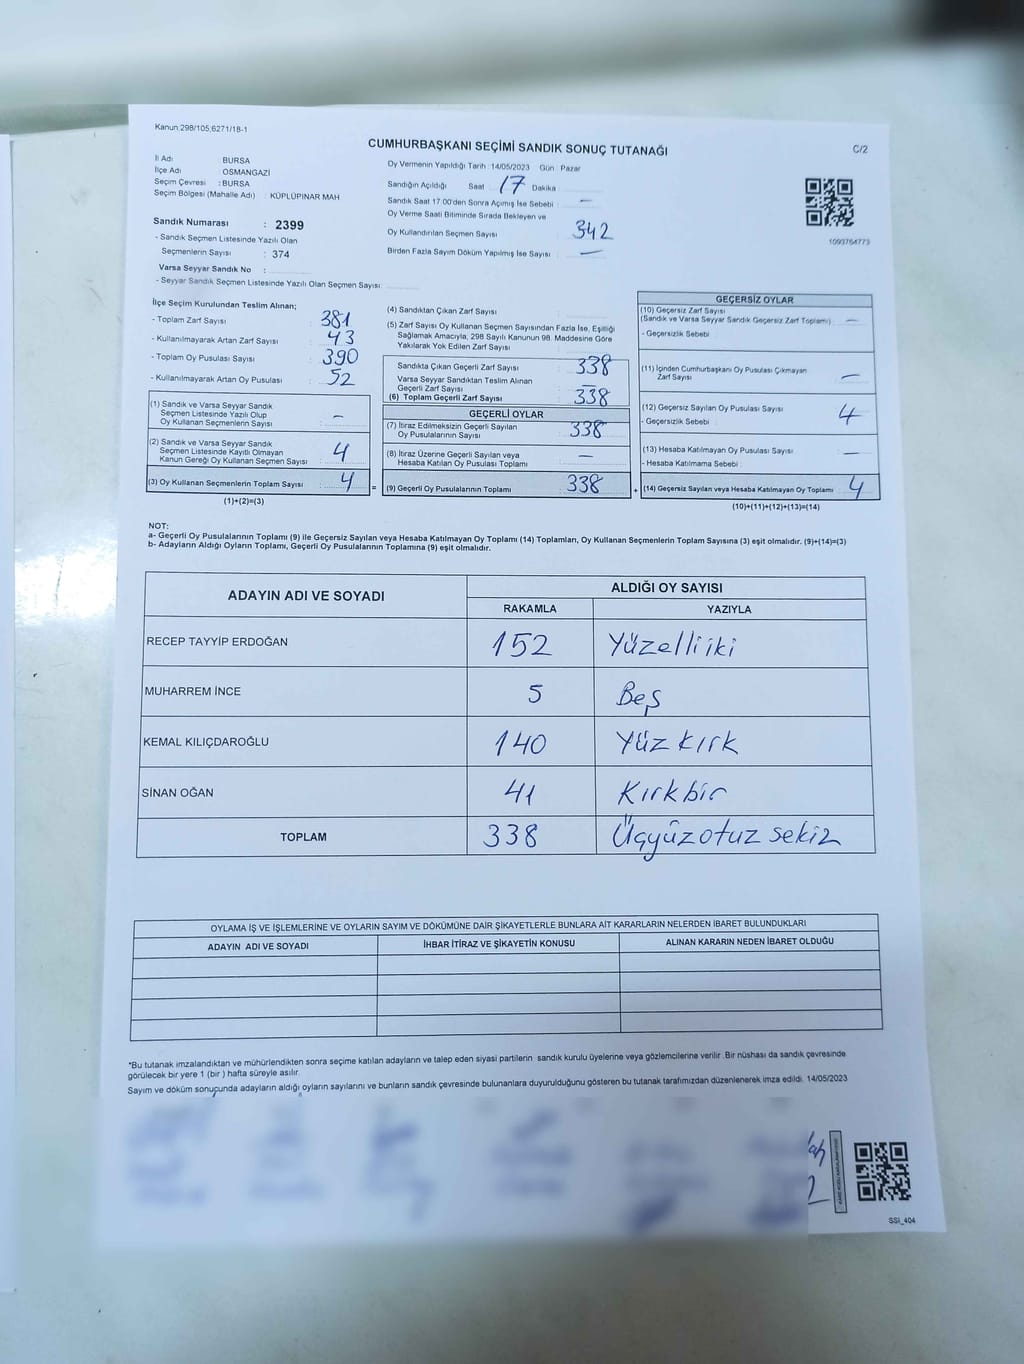 Kanun:298/105,6271/18-1
CUMHURBAŞKANI SEÇİMİ SANDIK SONUÇ TUTANAĞI
C/2
İl Adı BURSA
İlçe Adı OSMANGAZİ
Seçim Çevresi : BURSA
Seçim Bölgesi (Mahalle Adı) : KÜPLÜPINAR MAH
Oy Vermenin Yapıldığı Tarih :14/05/2023 Gün : Pazar
Sandığın Açıldığı Saat 17 Dakika
Sandık Saat 17.00'den Sonra Açımış İse Sebebi : -
Oy Verme Saati Bitiminde Sırada Bekleyen ve
Oy Kullandırılan Seçmen Sayısı 342
Birden Fazla Sayım Döküm Yapılmış İse Sayısı : -
1093764773
Sandık Numarası : 2399
- Sandık Seçmen Listesinde Yazılı Olan
Seçmenlerin Sayısı : 374
Varsa Seyyar Sandık No :
- Seyyar Sandık Seçmen Listesinde Yazılı Olan Seçmen Sayısı:
İlçe Seçim Kurulundan Teslim Alınan;
- Toplam Zarf Sayısı : 381
- Kullanılmayarak Artan Zarf Sayısı : 43
- Toplam Oy Pusulası Sayısı : 390
- Kullanılmayarak Artan Oy Pusulası : 52
(1) Sandık ve Varsa Seyyar Sandık
Seçmen Listesinde Yazılı Olup
Oy Kullanan Seçmenlerin Sayısı : -
(2) Sandık ve Varsa Seyyar Sandık
Seçmen Listesinde Kayıtlı Olmayan
Kanun Gereği Oy Kullanan Seçmen Sayısı : 4
(3) Oy Kullanan Seçmenlerin Toplam Sayısı : 4
(1)+(2)=(3)
=
(4) Sandıktan Çıkan Zarf Sayısı :
(5) Zarf Sayısı Oy Kullanan Seçmen Sayısından Fazla İse, Eşitliği
Sağlamak Amacıyla, 298 Sayılı Kanunun 98. Maddesine Göre
Yakılarak Yok Edilen Zarf Sayısı :
Sandıkta Çıkan Geçerli Zarf Sayısı : 338
Varsa Seyyar Sandıktan Teslim Alınan
Geçerli Zarf Sayısı : -
(6) Toplam Geçerli Zarf Sayısı : 338
GEÇERLİ OYLAR
(7) İtiraz Edilmeksizin Geçerli Sayılan
Oy Pusulalarının Sayısı : 338
(8) İtiraz Üzerine Geçerli Sayılan veya
Hesaba Katılan Oy Pusulası Toplamı : -
(9) Geçerli Oy Pusulalarının Toplamı : 338
+
GEÇERSİZ OYLAR
(10) Geçersiz Zarf Sayısı
(Sandık ve Varsa Seyyar Sandık Geçersiz Zarf Toplamı) : -
- Geçersizlik Sebebi :
(11) İçinden Cumhurbaşkanı Oy Pusulası Çıkmayan
Zarf Sayısı : -
(12) Geçersiz Sayılan Oy Pusulası Sayısı : 4
- Geçersizlik Sebebi :
(13) Hesaba Katılmayan Oy Pusulası Sayısı : -
- Hesaba Katılmama Sebebi :
(14) Geçersiz Sayılan veya Hesaba Katılmayan Oy Toplamı : 4
(10)+(11)+(12)+(13)=(14)
NOT:
a- Geçerli Oy Pusulalarının Toplamı (9) ile Geçersiz Sayılan veya Hesaba Katılmayan Oy Toplamı (14) Toplamları, Oy Kullanan Seçmenlerin Toplam Sayısına (3) eşit olmalıdır. (9)+(14)=(3)
b- Adayların Aldığı Oyların Toplamı, Geçerli Oy Pusulalarının Toplamına (9) eşit olmalıdır.
ADAYIN ADI VE SOYADI
ALDIĞI OY SAYISI
RAKAMLA YAZIYLA
RECEP TAYYİP ERDOĞAN 152 Yüzelliiki
MUHARREM İNCE 5 Beş
KEMAL KILIÇDAROĞLU 140 Yüz kırk
SİNAN OĞAN 41 Kırkbir
TOPLAM 338 Üçyüzotuz sekiz
OYLAMA İŞ VE İŞLEMLERİNE VE OYLARIN SAYIM VE DÖKÜMÜNE DAİR ŞİKAYETLERLE BUNLARA AİT KARARLARIN NELERDEN İBARET BULUNDUKLARI
ADAYIN ADI VE SOYADI İHBAR İTİRAZ VE ŞİKAYETİN KONUSU ALINAN KARARIN NEDEN İBARET OLDUĞU
*Bu tutanak imzalandıktan ve mühürlendikten sonra seçime katılan adayların ve talep eden siyasi partilerin sandık kurulu üyelerine veya gözlemcilerine verilir. Bir nüshası da sandık çevresinde
görülecek bir yere 1 (bir) hafta süreyle asılır.
Sayım ve döküm sonuçunda adayların aldığı oyların sayılarını ve bunların sandık çevresinde bulunanlara duyurulduğunu gösteren bu tutanak tarafımızdan düzenlenerek imza edildi. 14/05/2023
SSI_404